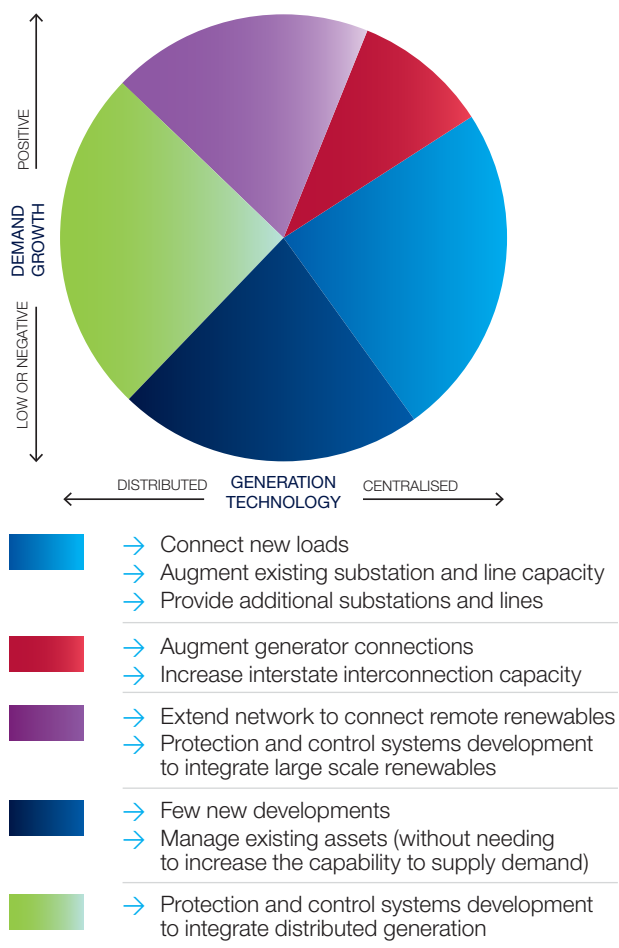 POSITIVE
DEMAND
GROWTH
LOW OR NEGATIVE
DISTRIBUTED
GENERATION
TECHNOLOGY
CENTRALISED
→ Connect new loads
→ Augment existing substation and line capacity
→ Provide additional substations and lines
→ Augment generator connections
→ Increase interstate interconnection capacity
→ Extend network to connect remote renewables
→ Protection and control systems development
to integrate large scale renewables
→ Few new developments
→ Manage existing assets (without needing
to increase the capability to supply demand)
→ Protection and control systems development
to integrate distributed generation